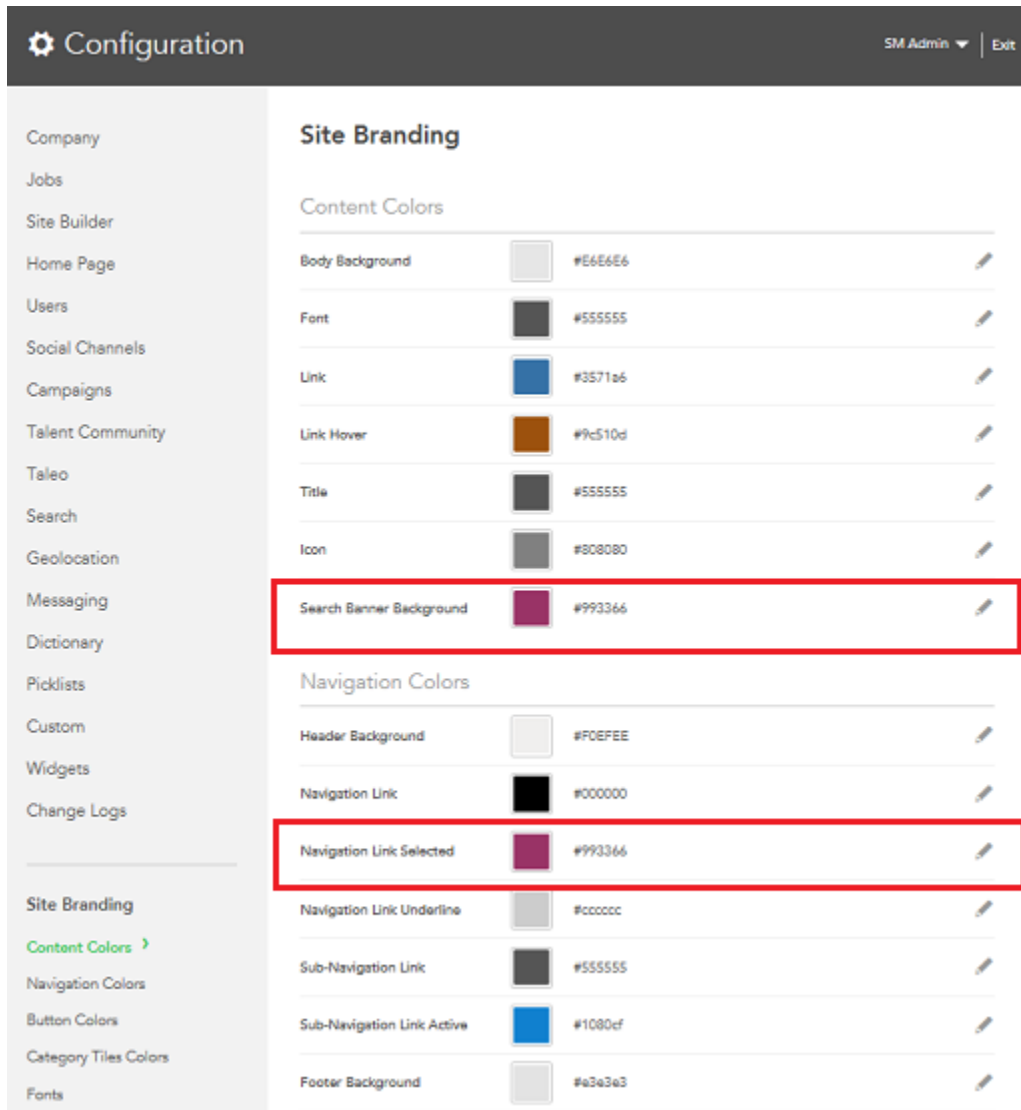 Configuration
SM Admin
Exit
Company
Jobs
Site Builder
Home Page
Users
Social Channels
Campaigns
Talent Community
Taleo
Search
Geolocation
Messaging
Dictionary
Picklists
Custom
Widgets
Change Logs
Site Branding
Content Colors
Navigation Colors
Button Colors
Category Tiles Colors
Fonts
Site Branding
Content Colors
Body Background #E6E6E6
Font #555555
Link #3571a6
Link Hover #9c510d
Title #555555
Icon #808080
Search Banner Background #993366
Navigation Colors
Header Background #F0EFEE
Navigation Link #000000
Navigation Link Selected #993366
Navigation Link Underline #cccccc
Sub-Navigation Link #555555
Sub-Navigation Link Active #1080cf
Footer Background #e3e3e3